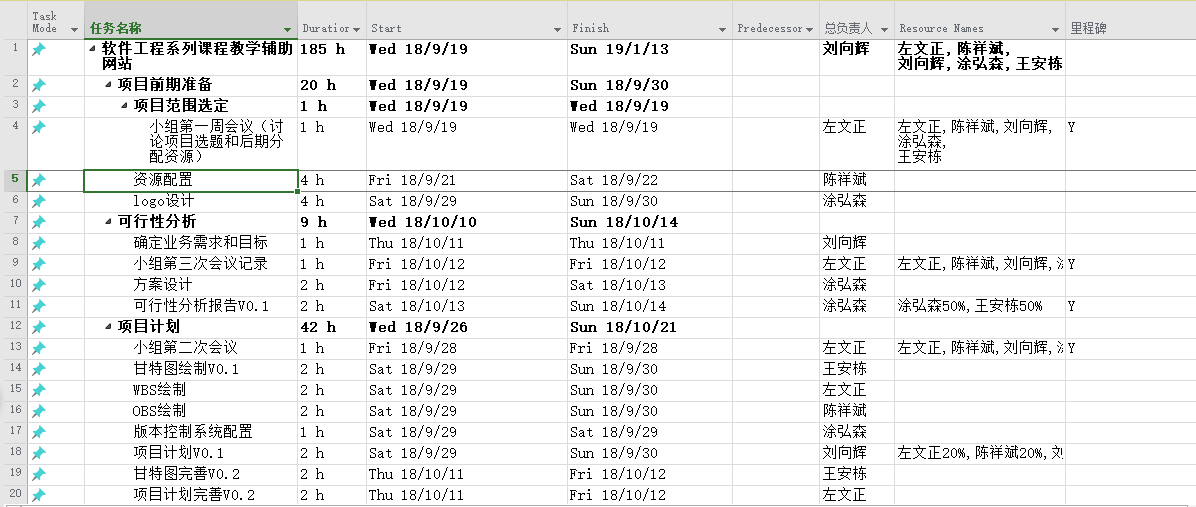 Task Mode 任务名称 Duration Start Finish Predecessor 总负责人 Resource Names 里程碑
1 软件工程系列课程教学辅助网站 185 h Wed 18/9/19 Sun 19/1/13 刘向辉 左文正,陈祥斌,刘向辉,涂弘森,王安栋
2 项目前期准备 20 h Wed 18/9/19 Sun 18/9/30
3 项目范围选定 1 h Wed 18/9/19 Wed 18/9/19
4 小组第一周会议（讨论项目选题和后期分配资源） 1 h Wed 18/9/19 Wed 18/9/19 左文正 左文正,陈祥斌,刘向辉,涂弘森,王安栋 Y
5 资源配置 4 h Fri 18/9/21 Sat 18/9/22 陈祥斌
6 logo设计 4 h Sat 18/9/29 Sun 18/9/30 涂弘森
7 可行性分析 9 h Wed 18/10/10 Sun 18/10/14
8 确定业务需求和目标 1 h Thu 18/10/11 Thu 18/10/11 刘向辉
9 小组第三次会议记录 1 h Fri 18/10/12 Fri 18/10/12 左文正 左文正,陈祥斌,刘向辉, Y
10 方案设计 2 h Fri 18/10/12 Sat 18/10/13 涂弘森
11 可行性分析报告V0.1 2 h Sat 18/10/13 Sun 18/10/14 涂弘森 涂弘森50%,王安栋50% Y
12 项目计划 42 h Wed 18/9/26 Sun 18/10/21
13 小组第二次会议 1 h Fri 18/9/28 Fri 18/9/28 左文正 左文正,陈祥斌,刘向辉, Y
14 甘特图绘制V0.1 2 h Sat 18/9/29 Sun 18/9/30 王安栋
15 WBS绘制 2 h Sat 18/9/29 Sun 18/9/30 左文正
16 OBS绘制 2 h Sat 18/9/29 Sun 18/9/30 陈祥斌
17 版本控制系统配置 1 h Sat 18/9/29 Sat 18/9/29 涂弘森
18 项目计划V0.1 2 h Sat 18/9/29 Sun 18/9/30 刘向辉 左文正20%,陈祥斌20%,刘
19 甘特图完善V0.2 2 h Thu 18/10/11 Fri 18/10/12 王安栋
20 项目计划完善V0.2 2 h Thu 18/10/11 Fri 18/10/12 左文正